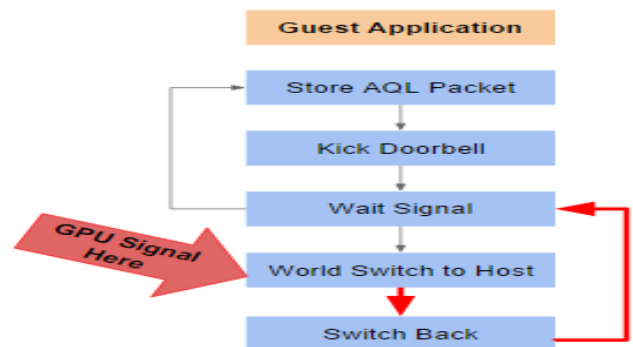 Guest Application
Store AQL Packet
Kick Doorbell
Wait Signal
GPU Signal
Here
World Switch to Host
Switch Back